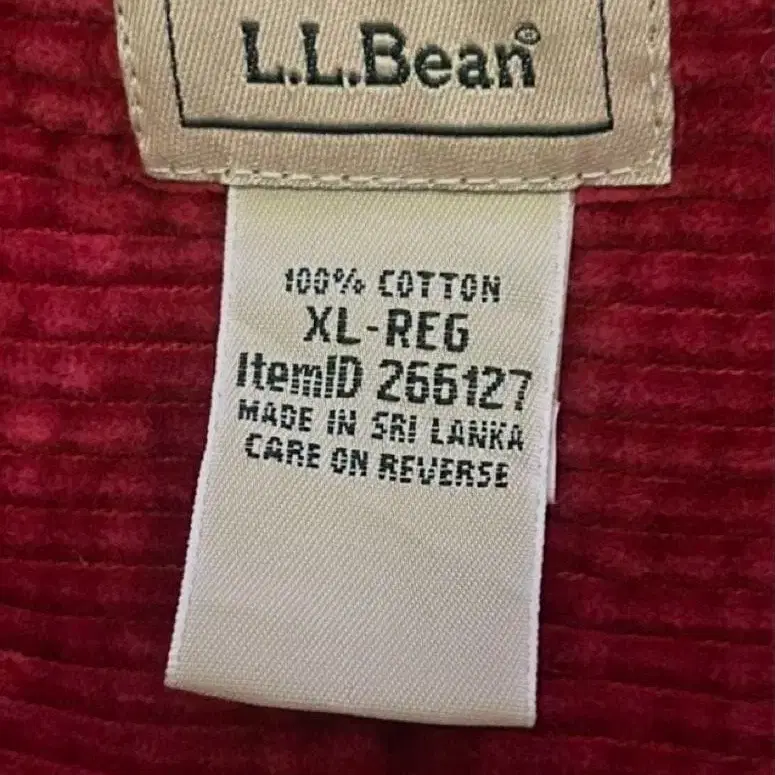 L.L.Bean®
100% COTTON
XL-REG
ItemID 266127
MADE IN SRI LANKA
CARE ON REVERSE